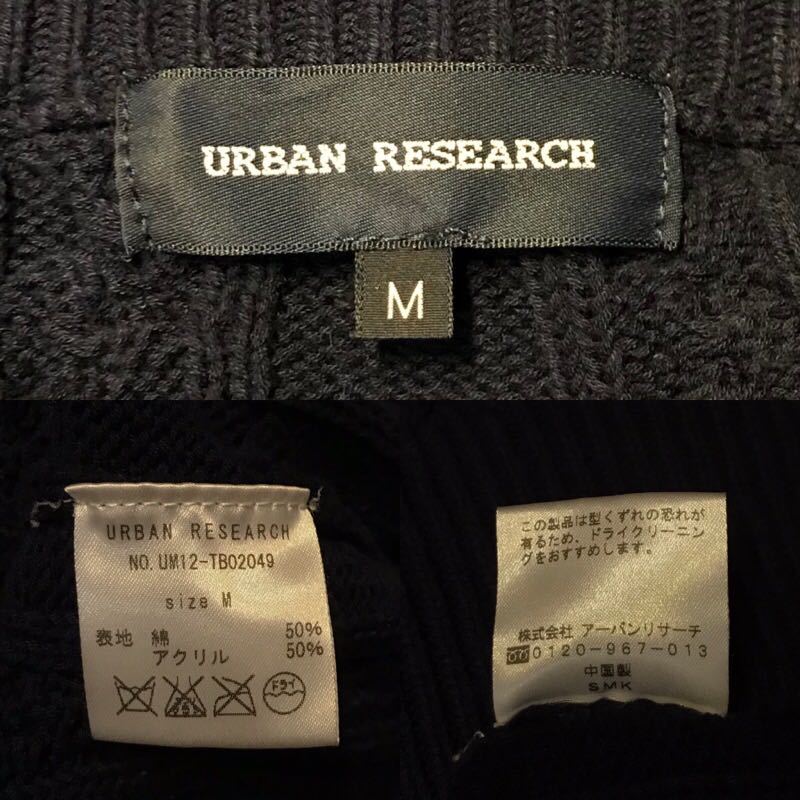 URBAN RESEARCH
M
URBAN RESEARCH
NO. UM12-TB02049
size M
表地 綿 50%
アクリル 50%
ドライ
この製品は型くずれの恐れが
有るため、ドライクリーニン
グをおすすめします。
株式会社 アーバンリサーチ
0120-967-013
中国製
SMK